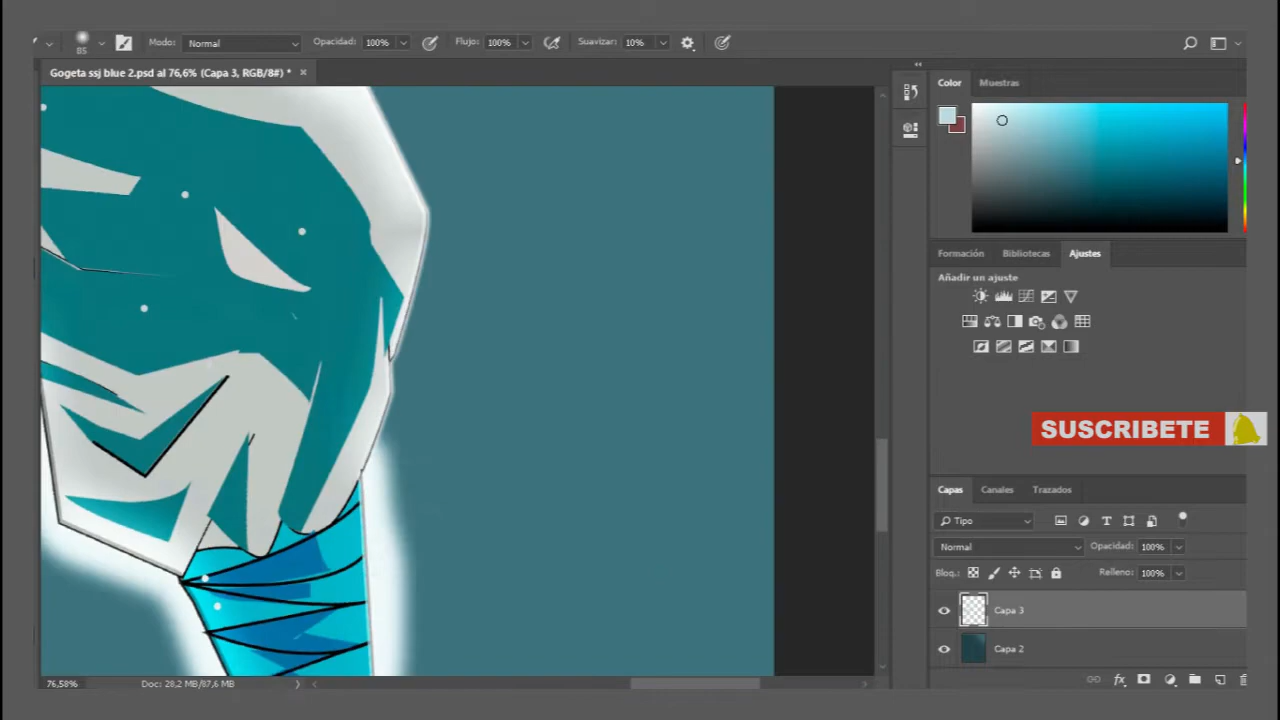 85 Modo: Normal Opacidad: 100% Flujo: 100% Suavizar: 10%
Gogeta ssj blue 2.psd al 76,6% (Capa 3, RGB/8#) * ×
Color Muestras
Formación Bibliotecas Ajustes
Añadir un ajuste
SUSCRIBETE
Capas Canales Trazados
Tipo
Normal Opacidad: 100%
Bloq.: Relleno: 100%
Capa 3
Capa 2
76,58% Doc: 28,2 MB/87,6 MB
fx